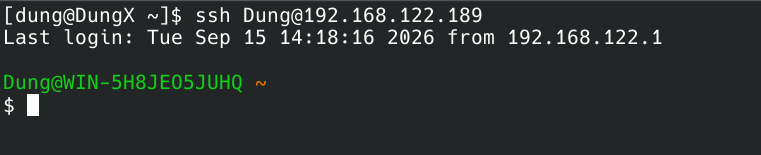 [dung@DungX ~]$ ssh Dung@192.168.122.189
Last login: Tue Sep 15 14:18:16 2026 from 192.168.122.1
Dung@WIN-5H8JEO5JUHQ ~
$